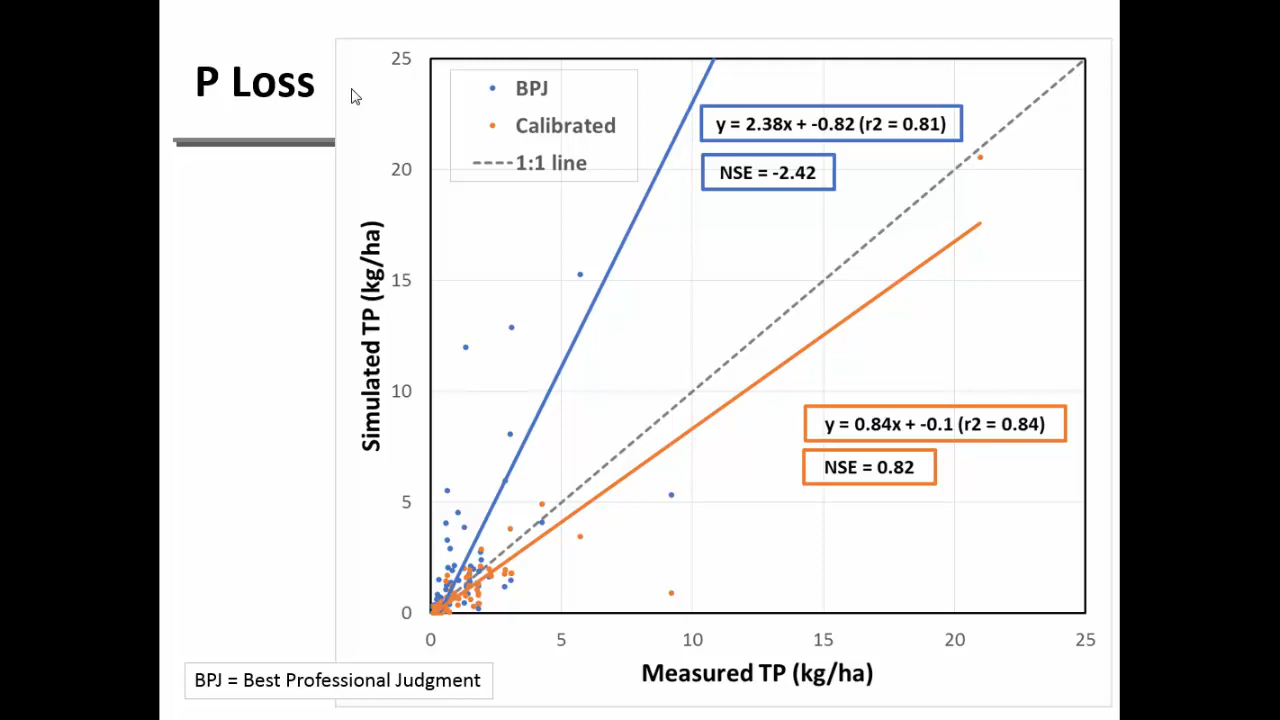 P Loss
25
20
15
10
5
0
Simulated TP (kg/ha)
BPJ
Calibrated
1:1 line
y = 2.38x + -0.82 (r2 = 0.81)
NSE = -2.42
y = 0.84x + -0.1 (r2 = 0.84)
NSE = 0.82
0 5 10 15 20 25
Measured TP (kg/ha)
BPJ = Best Professional Judgment